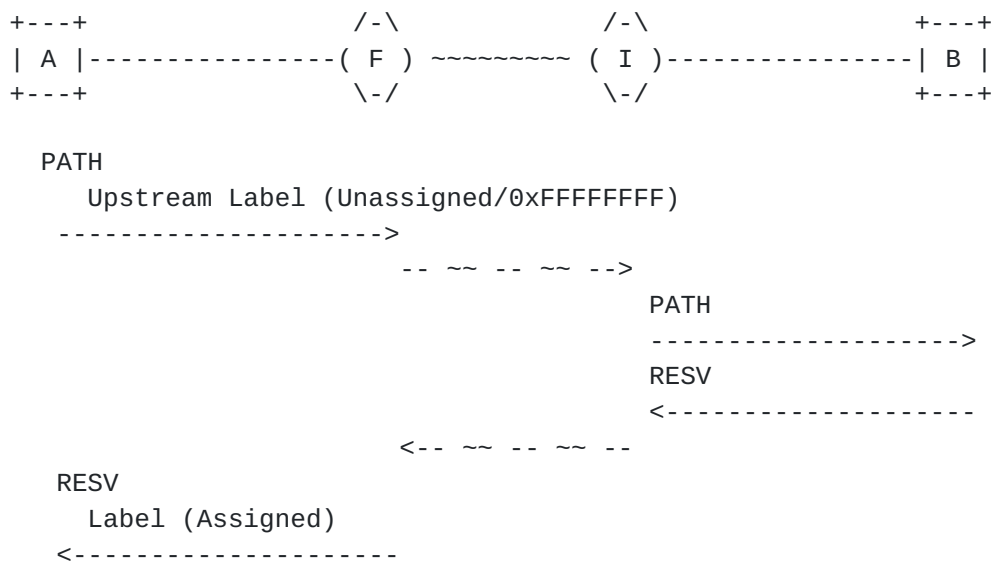 +---+                 /-\             /-\                +---+
| A |----------------( F ) ~~~~~~~~~ ( I )----------------| B |
+---+                 \-/             \-/                +---+
PATH
Upstream Label (Unassigned/0xFFFFFFFF)
--------------------->
-- ~~ -- ~~ -->
PATH
-------------------->
RESV
<--------------------
<-- ~~ -- ~~ --
RESV
Label (Assigned)
<---------------------